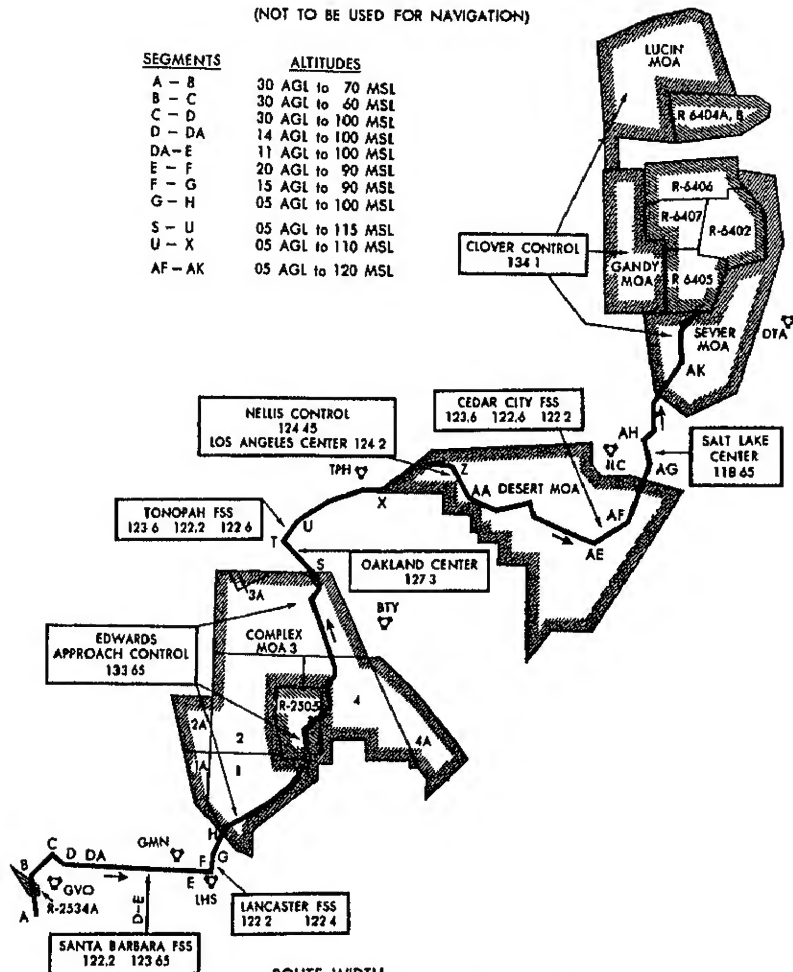 (NOT TO BE USED FOR NAVIGATION)
SEGMENTS ALTITUDES
A – B 30 AGL to 70 MSL
B – C 30 AGL to 60 MSL
C – D 30 AGL to 100 MSL
D – DA 14 AGL to 100 MSL
DA–E 11 AGL to 100 MSL
E – F 20 AGL to 90 MSL
F – G 15 AGL to 90 MSL
G – H 05 AGL to 100 MSL
S – U 05 AGL to 115 MSL
U – X 05 AGL to 110 MSL
AF – AK 05 AGL to 120 MSL
LUCIN
MOA
R 6404A, B
R-6406
R-6407
R-6402
CLOVER CONTROL
134 1
GANDY
MOA
R 6405
SEVIER
MOA
DTA
AK
NELLIS CONTROL
124 45
LOS ANGELES CENTER 124 2
CEDAR CITY FSS
123,6 122,6 122 2
AH
ILC
SALT LAKE
CENTER
118 65
TPH
Z
AG
AA
DESERT MOA
X
TONOPAH FSS
123 6 122,2 122 6
U
AF
T
AE
OAKLAND CENTER
127 3
S
3A
BTY
EDWARDS
APPROACH CONTROL
133 65
COMPLEX
MOA 3
R-2505
4
2A
2
4A
1A
1
H
GMN
C
D DA
G
B
F
GVO
E
LHS
R-2534A
A
D–E
LANCASTER FSS
122 2 122 4
SANTA BARBARA FSS
122,2 123 65
ROUTE WIDTH